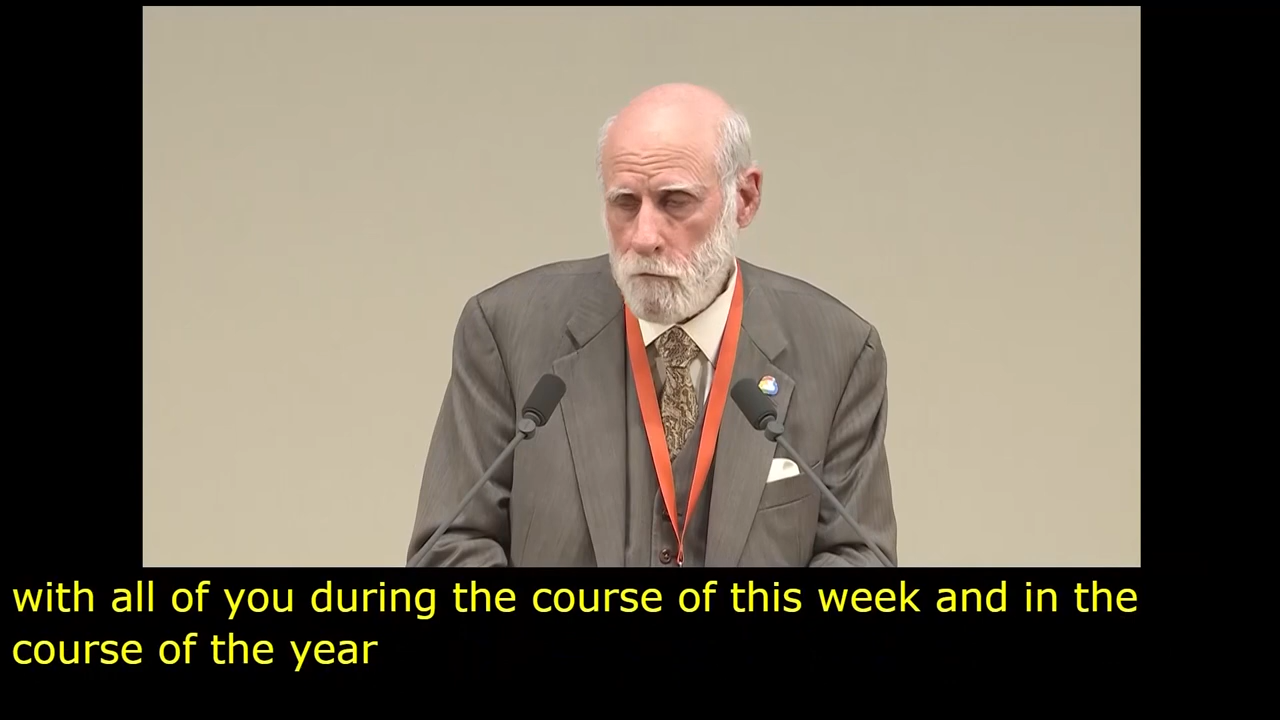 with all of you during the course of this week and in the
course of the year